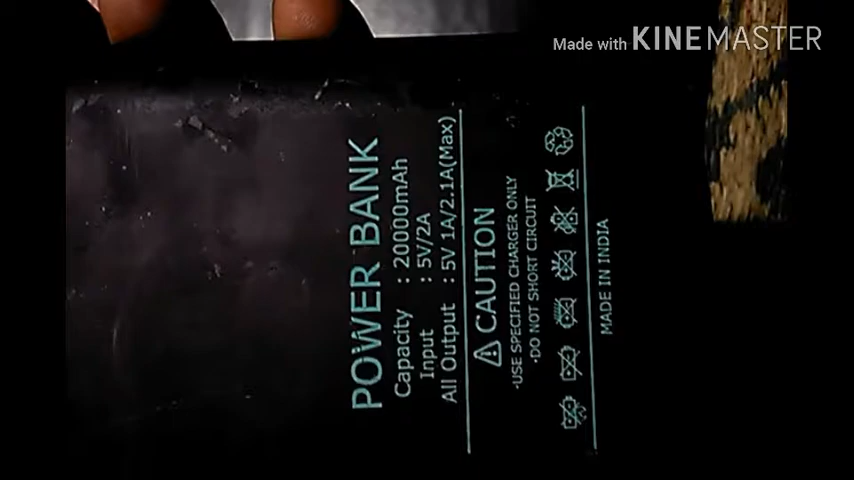 Made with KINEMASTER
POWER BANK
Capacity : 20000mAh
Input : 5V/2A
All Output : 5V 1A/2.1A(Max)
⚠ CAUTION
·USE SPECIFIED CHARGER ONLY
·DO NOT SHORT CIRCUIT
MADE IN INDIA